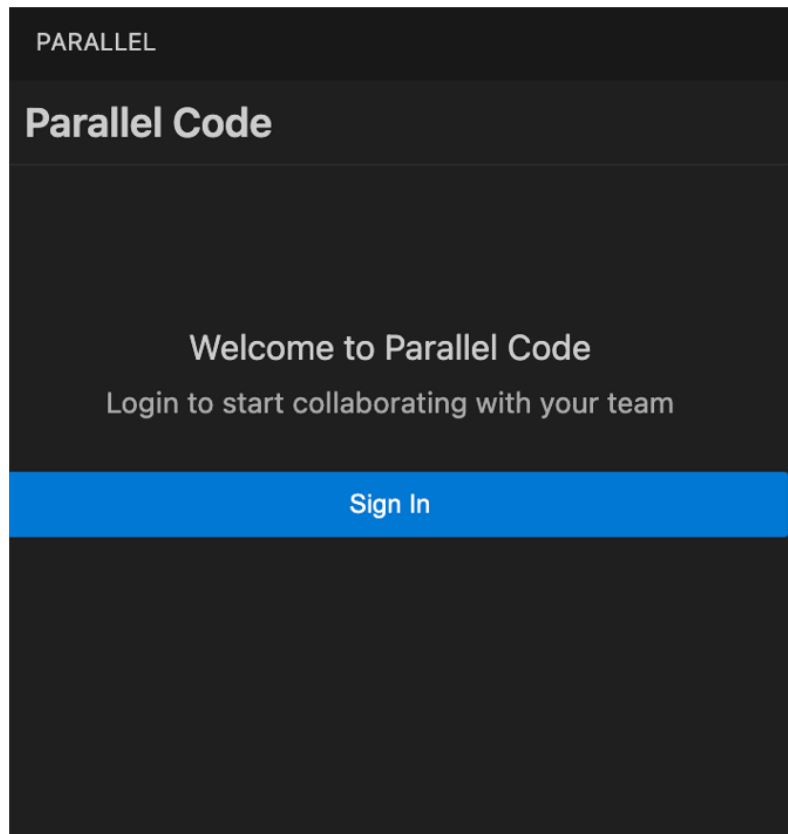 PARALLEL
Parallel Code
Welcome to Parallel Code
Login to start collaborating with your team
Sign In